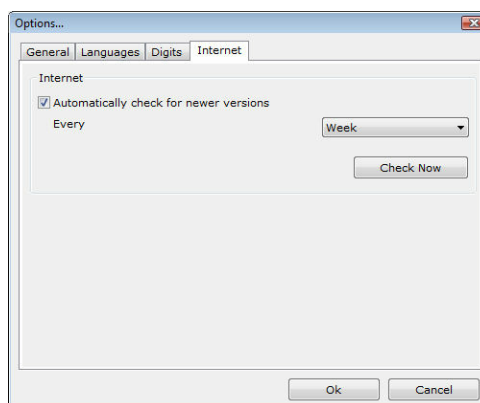 Options...
General Languages Digits Internet
Internet
Automatically check for newer versions
Every Week
Check Now
Ok Cancel